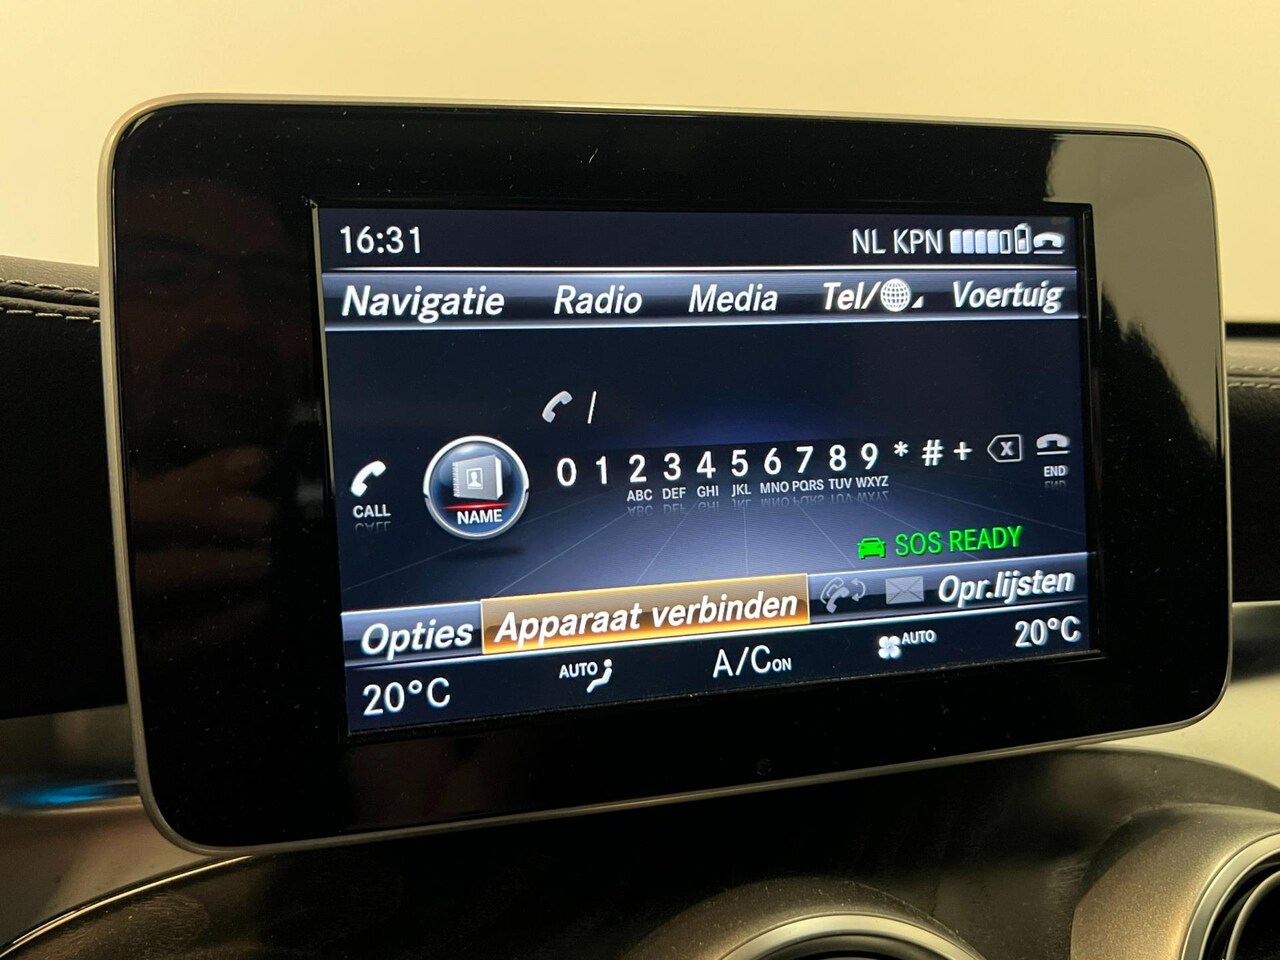 16:31 NL KPN
Navigatie Radio Media Tel/ Voertuig
/
CALL NAME 0 1 2 3 4 5 6 7 8 9 * # + END
ABC DEF GHI JKL MNO PQRS TUV WXYZ
SOS READY
Opties Apparaat verbinden Opr.lijsten
20°C AUTO A/C ON AUTO 20°C